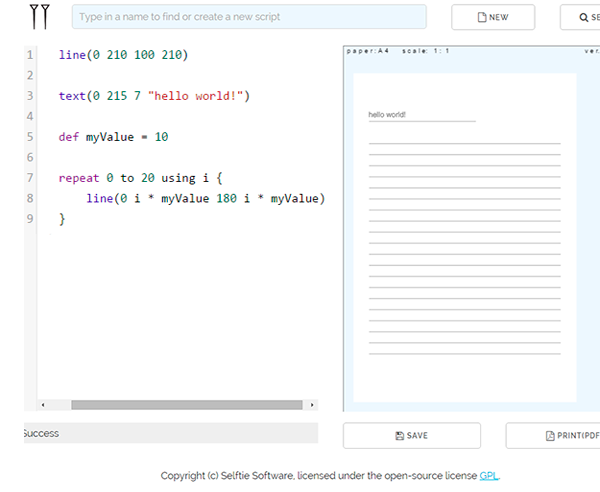 Type in a name to find or create a new script
NEW
SE
1 line(0 210 100 210)
2
3 text(0 215 7 "hello world!")
4
5 def myValue = 10
6
7 repeat 0 to 20 using i {
8 line(0 i * myValue 180 i * myValue)
9 }
paper:A4 scale: 1:1 ver.
hello world!
Success
SAVE
PRINT(PDF
Copyright (c) Selftie Software, licensed under the open-source license GPL.